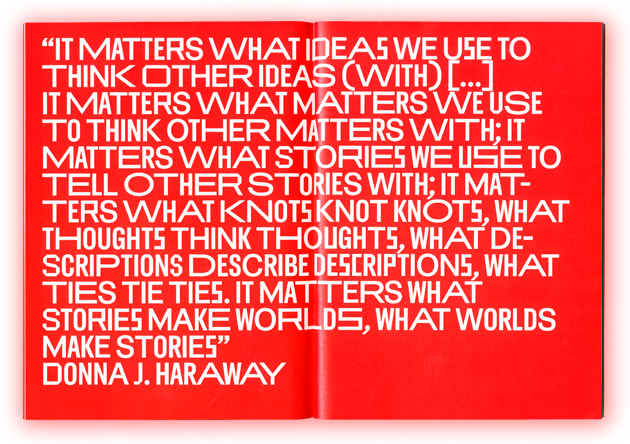 “IT MATTERS WHAT IDEAS WE USE TO
THINK OTHER IDEAS (WITH) [...]
IT MATTERS WHAT MATTERS WE USE
TO THINK OTHER MATTERS WITH; IT
MATTERS WHAT STORIES WE USE TO
TELL OTHER STORIES WITH; IT MAT-
TERS WHAT KNOTS KNOT KNOTS, WHAT
THOUGHTS THINK THOUGHTS, WHAT DE-
SCRIPTIONS DESCRIBE DESCRIPTIONS, WHAT
TIES TIE TIES. IT MATTERS WHAT
STORIES MAKE WORLDS, WHAT WORLDS
MAKE STORIES”
DONNA J. HARAWAY